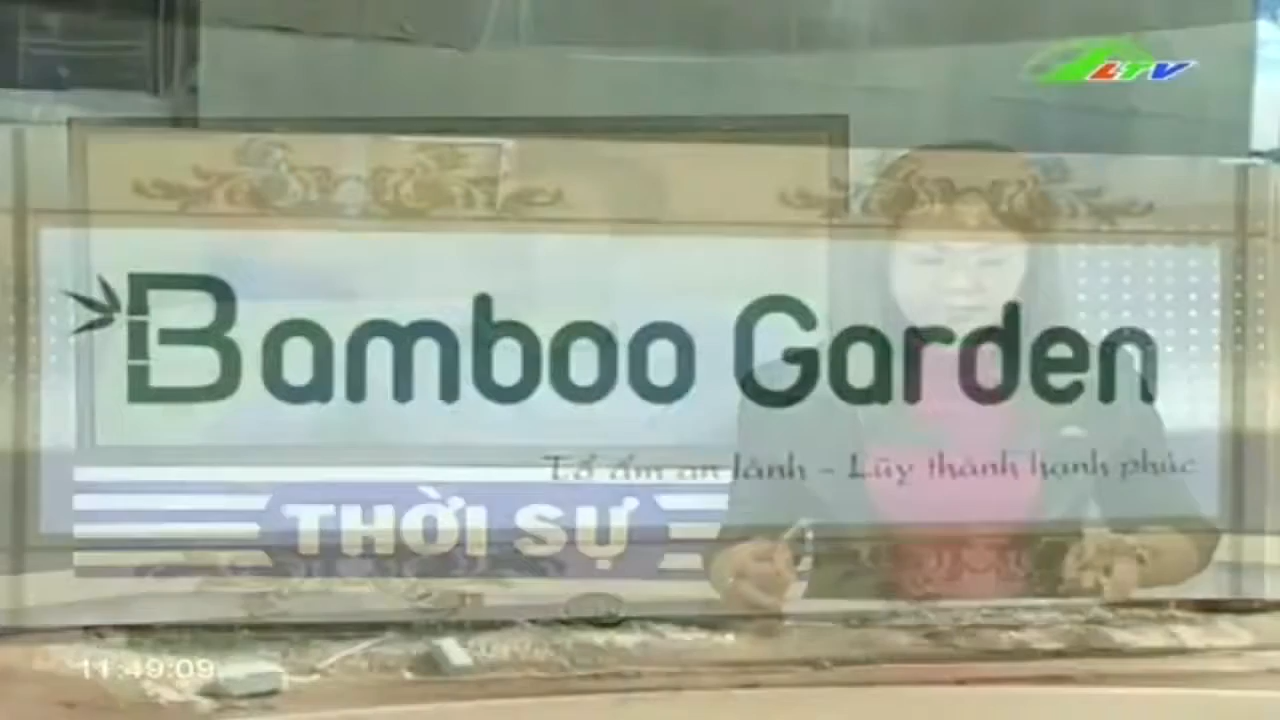 LTV
Bamboo Garden
Tổ ấm an lành - Lũy thành hạnh phúc
THỜI SỰ
11:49:09